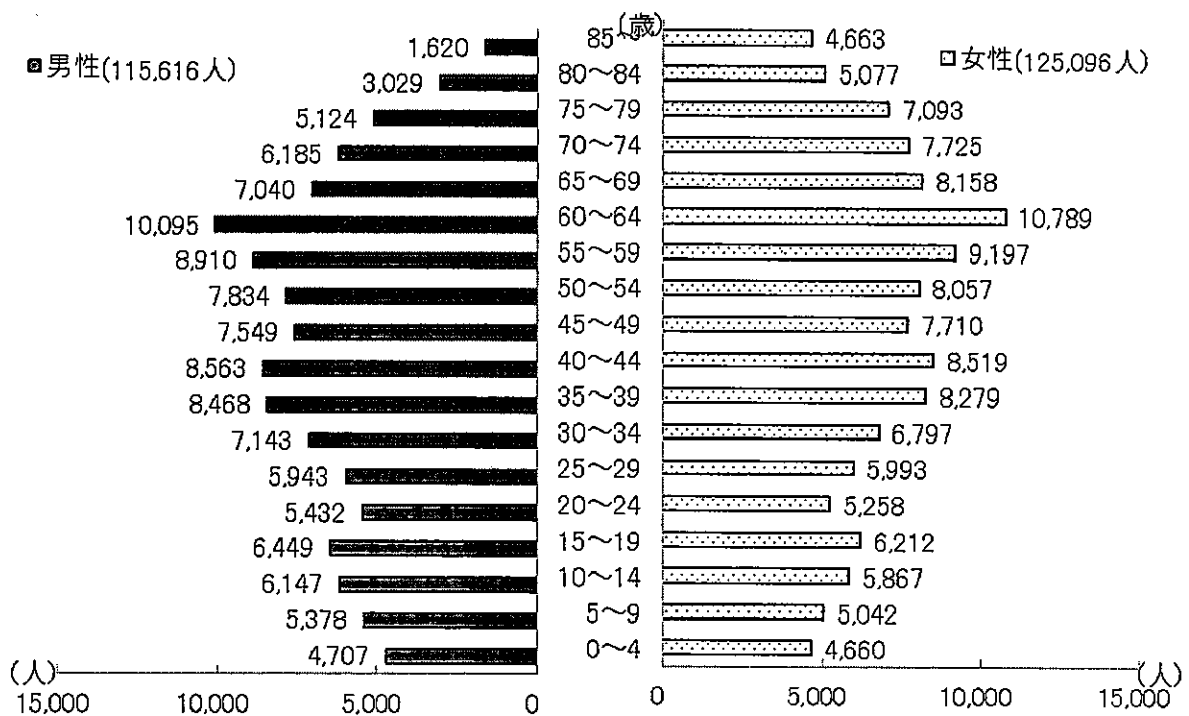 (歳)
■男性(115,616人)
女性(125,096人)
1,620 85~ 4,663
3,029 80〜84 5,077
5,124 75〜79 7,093
6,185 70〜74 7,725
7,040 65〜69 8,158
10,095 60〜64 10,789
8,910 55〜59 9,197
7,834 50〜54 8,057
7,549 45〜49 7,710
8,563 40〜44 8,519
8,468 35〜39 8,279
7,143 30〜34 6,797
5,943 25〜29 5,993
5,432 20〜24 5,258
6,449 15〜19 6,212
6,147 10〜14 5,867
5,378 5〜9 5,042
4,707 0〜4 4,660
(人) (人)
15,000 10,000 5,000 0 0 5,000 10,000 15,000